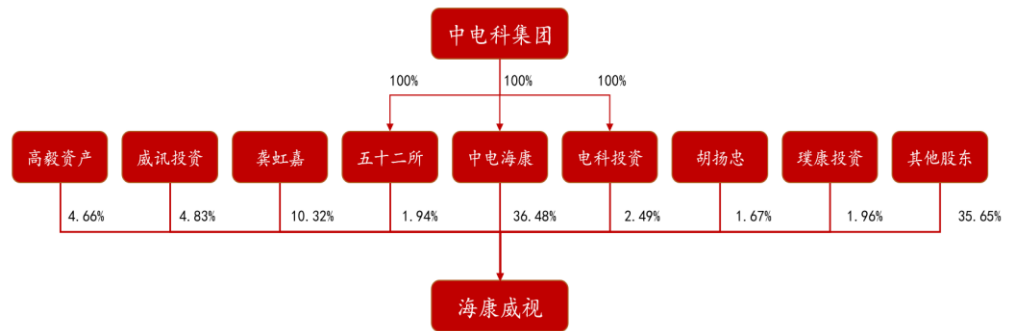 中电科集团
100%
100%
100%
高毅资产
威讯投资
龚虹嘉
五十二所
中电海康
电科投资
胡扬忠
璞康投资
其他股东
4.66%
4.83%
10.32%
1.94%
36.48%
2.49%
1.67%
1.96%
35.65%
海康威视